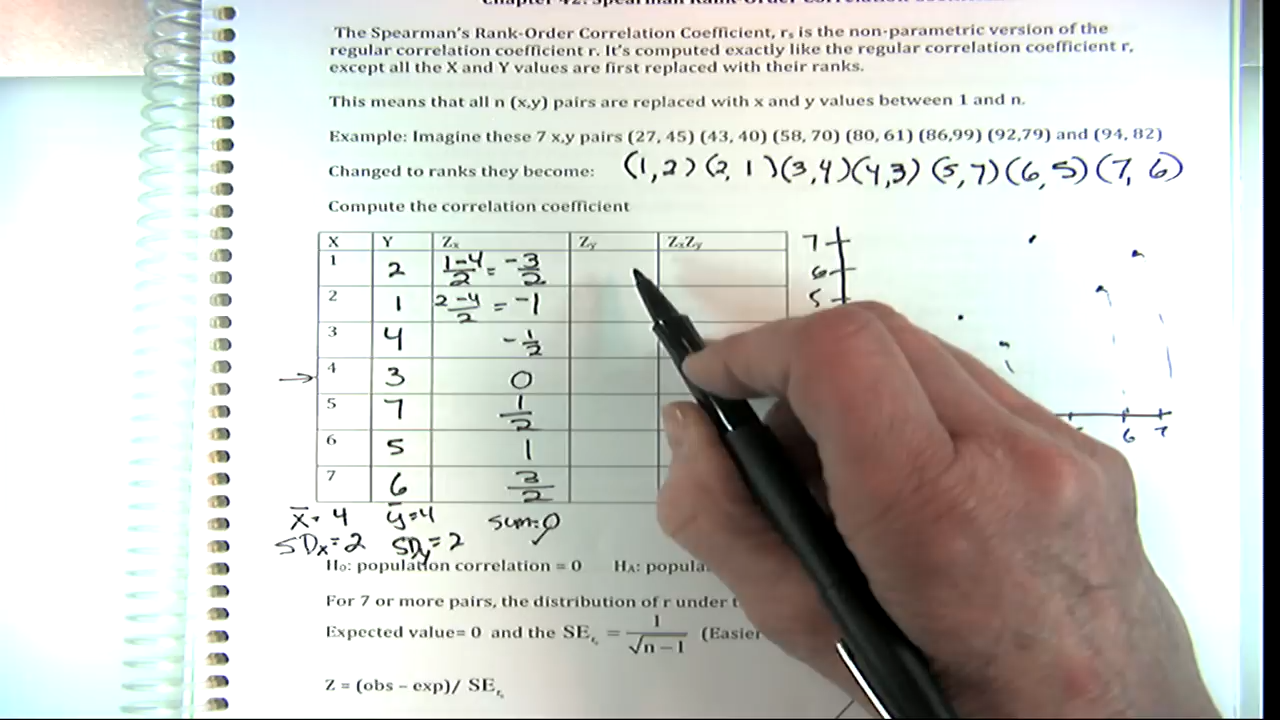 The Spearman's Rank-Order Correlation Coefficient, rs is the non-parametric version of the
regular correlation coefficient r. It's computed exactly like the regular correlation coefficient r,
except all the X and Y values are first replaced with their ranks.
This means that all n (x,y) pairs are replaced with x and y values between 1 and n.
Example: Imagine these 7 x,y pairs (27, 45) (43, 40) (58, 70) (80, 61) (86,99) (92,79) and (94, 82)
Changed to ranks they become: (1,2) (2, 1) (3,4) (4,3) (5,7) (6,5) (7, 6)
Compute the correlation coefficient
X Y Zx Zy ZxZy 7
1 2 1-4/2 = -3/2 6
2 1 2-4/2 = -1 5
3 4 -1/2
4 3 0
→
5 7 1/2
6 5 1 6 7
7 6 3/2
x̄ = 4 ȳ=4 sum=0 ✓
SDx=2 SDy=2
H0: population correlation = 0 HA:
For 7 or more pairs, the distribution of r under
Expected value= 0 and the SErs = 1/√n-1 (Easier
Z = (obs – exp)/ SErs